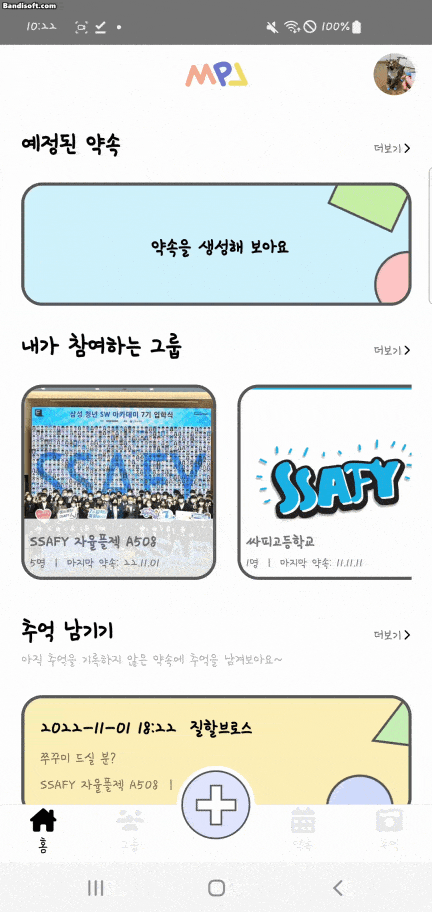 Bandisoft.com
10:22
100%
MPJ
예정된 약속
더보기 >
약속을 생성해 보아요
내가 참여하는 그룹
더보기 >
삼성 청년 SW 아카데미 7기 입학식
SSAFY
SSAFY 자율플젝 A508
5명 | 마지막 약속: 22.11.01
SSAFY
싸피고등학교
1명 | 마지막 약속: 11.11.11
추억 남기기
더보기 >
아직 추억을 기록하지 않은 약속에 추억을 남겨보아요~
2022-11-01 18:22 질할브로스
쭈꾸미 드실 분?
SSAFY 자율플젝 A508 |
홈
그룹
약속
추억